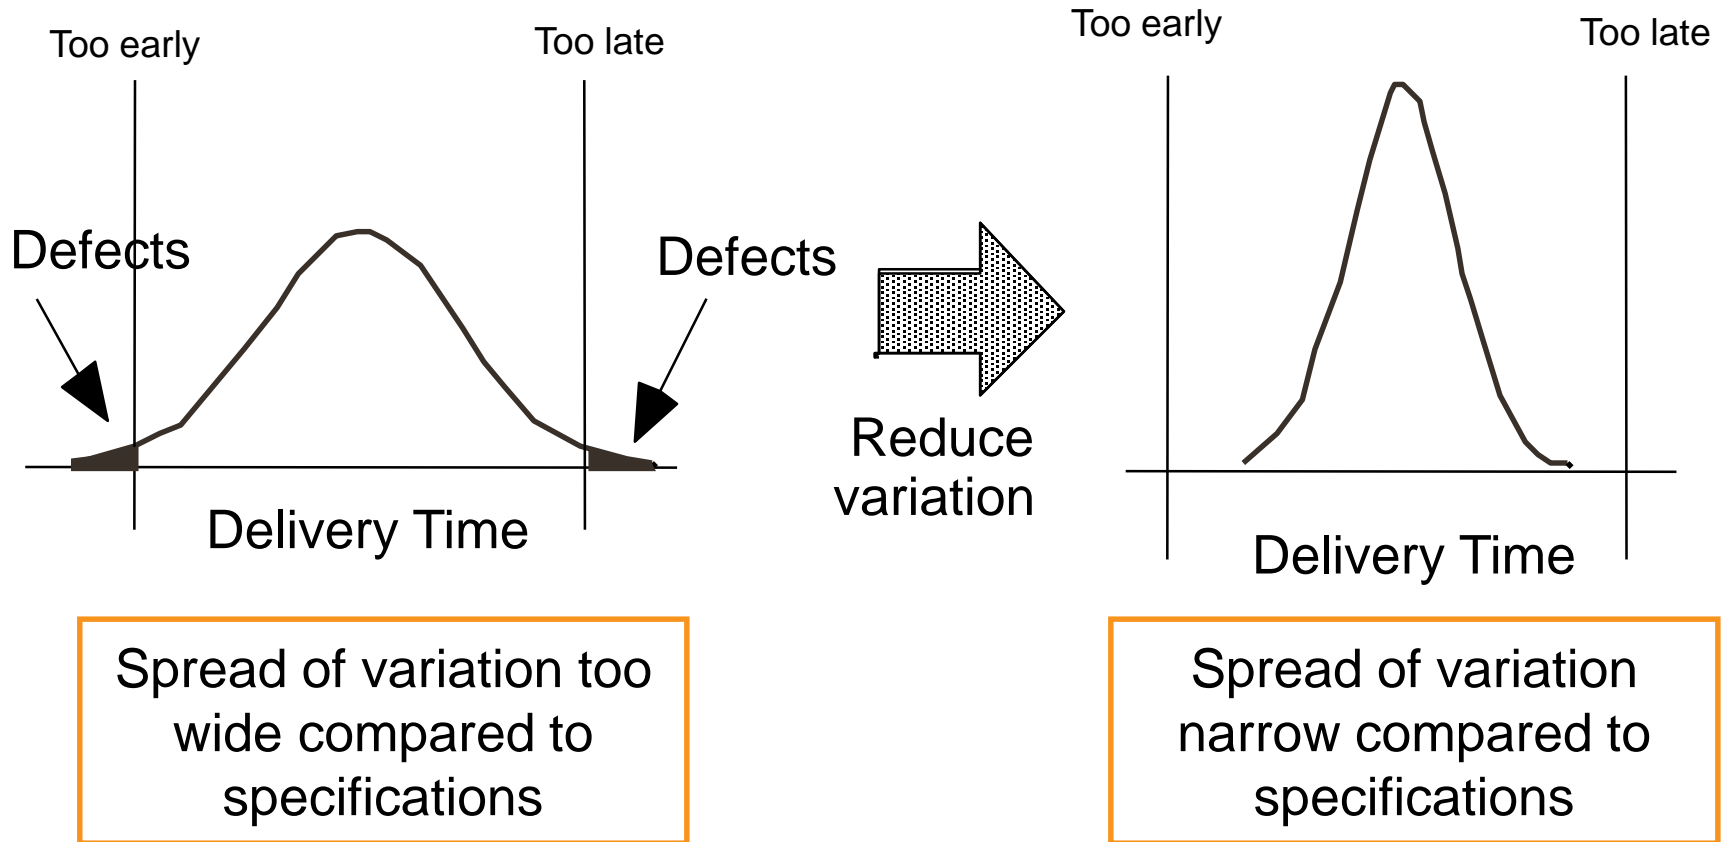 Too early
Too late
Defects
Defects
Delivery Time
Spread of variation too
wide compared to
specifications
Reduce
variation
Too early
Too late
Delivery Time
Spread of variation
narrow compared to
specifications